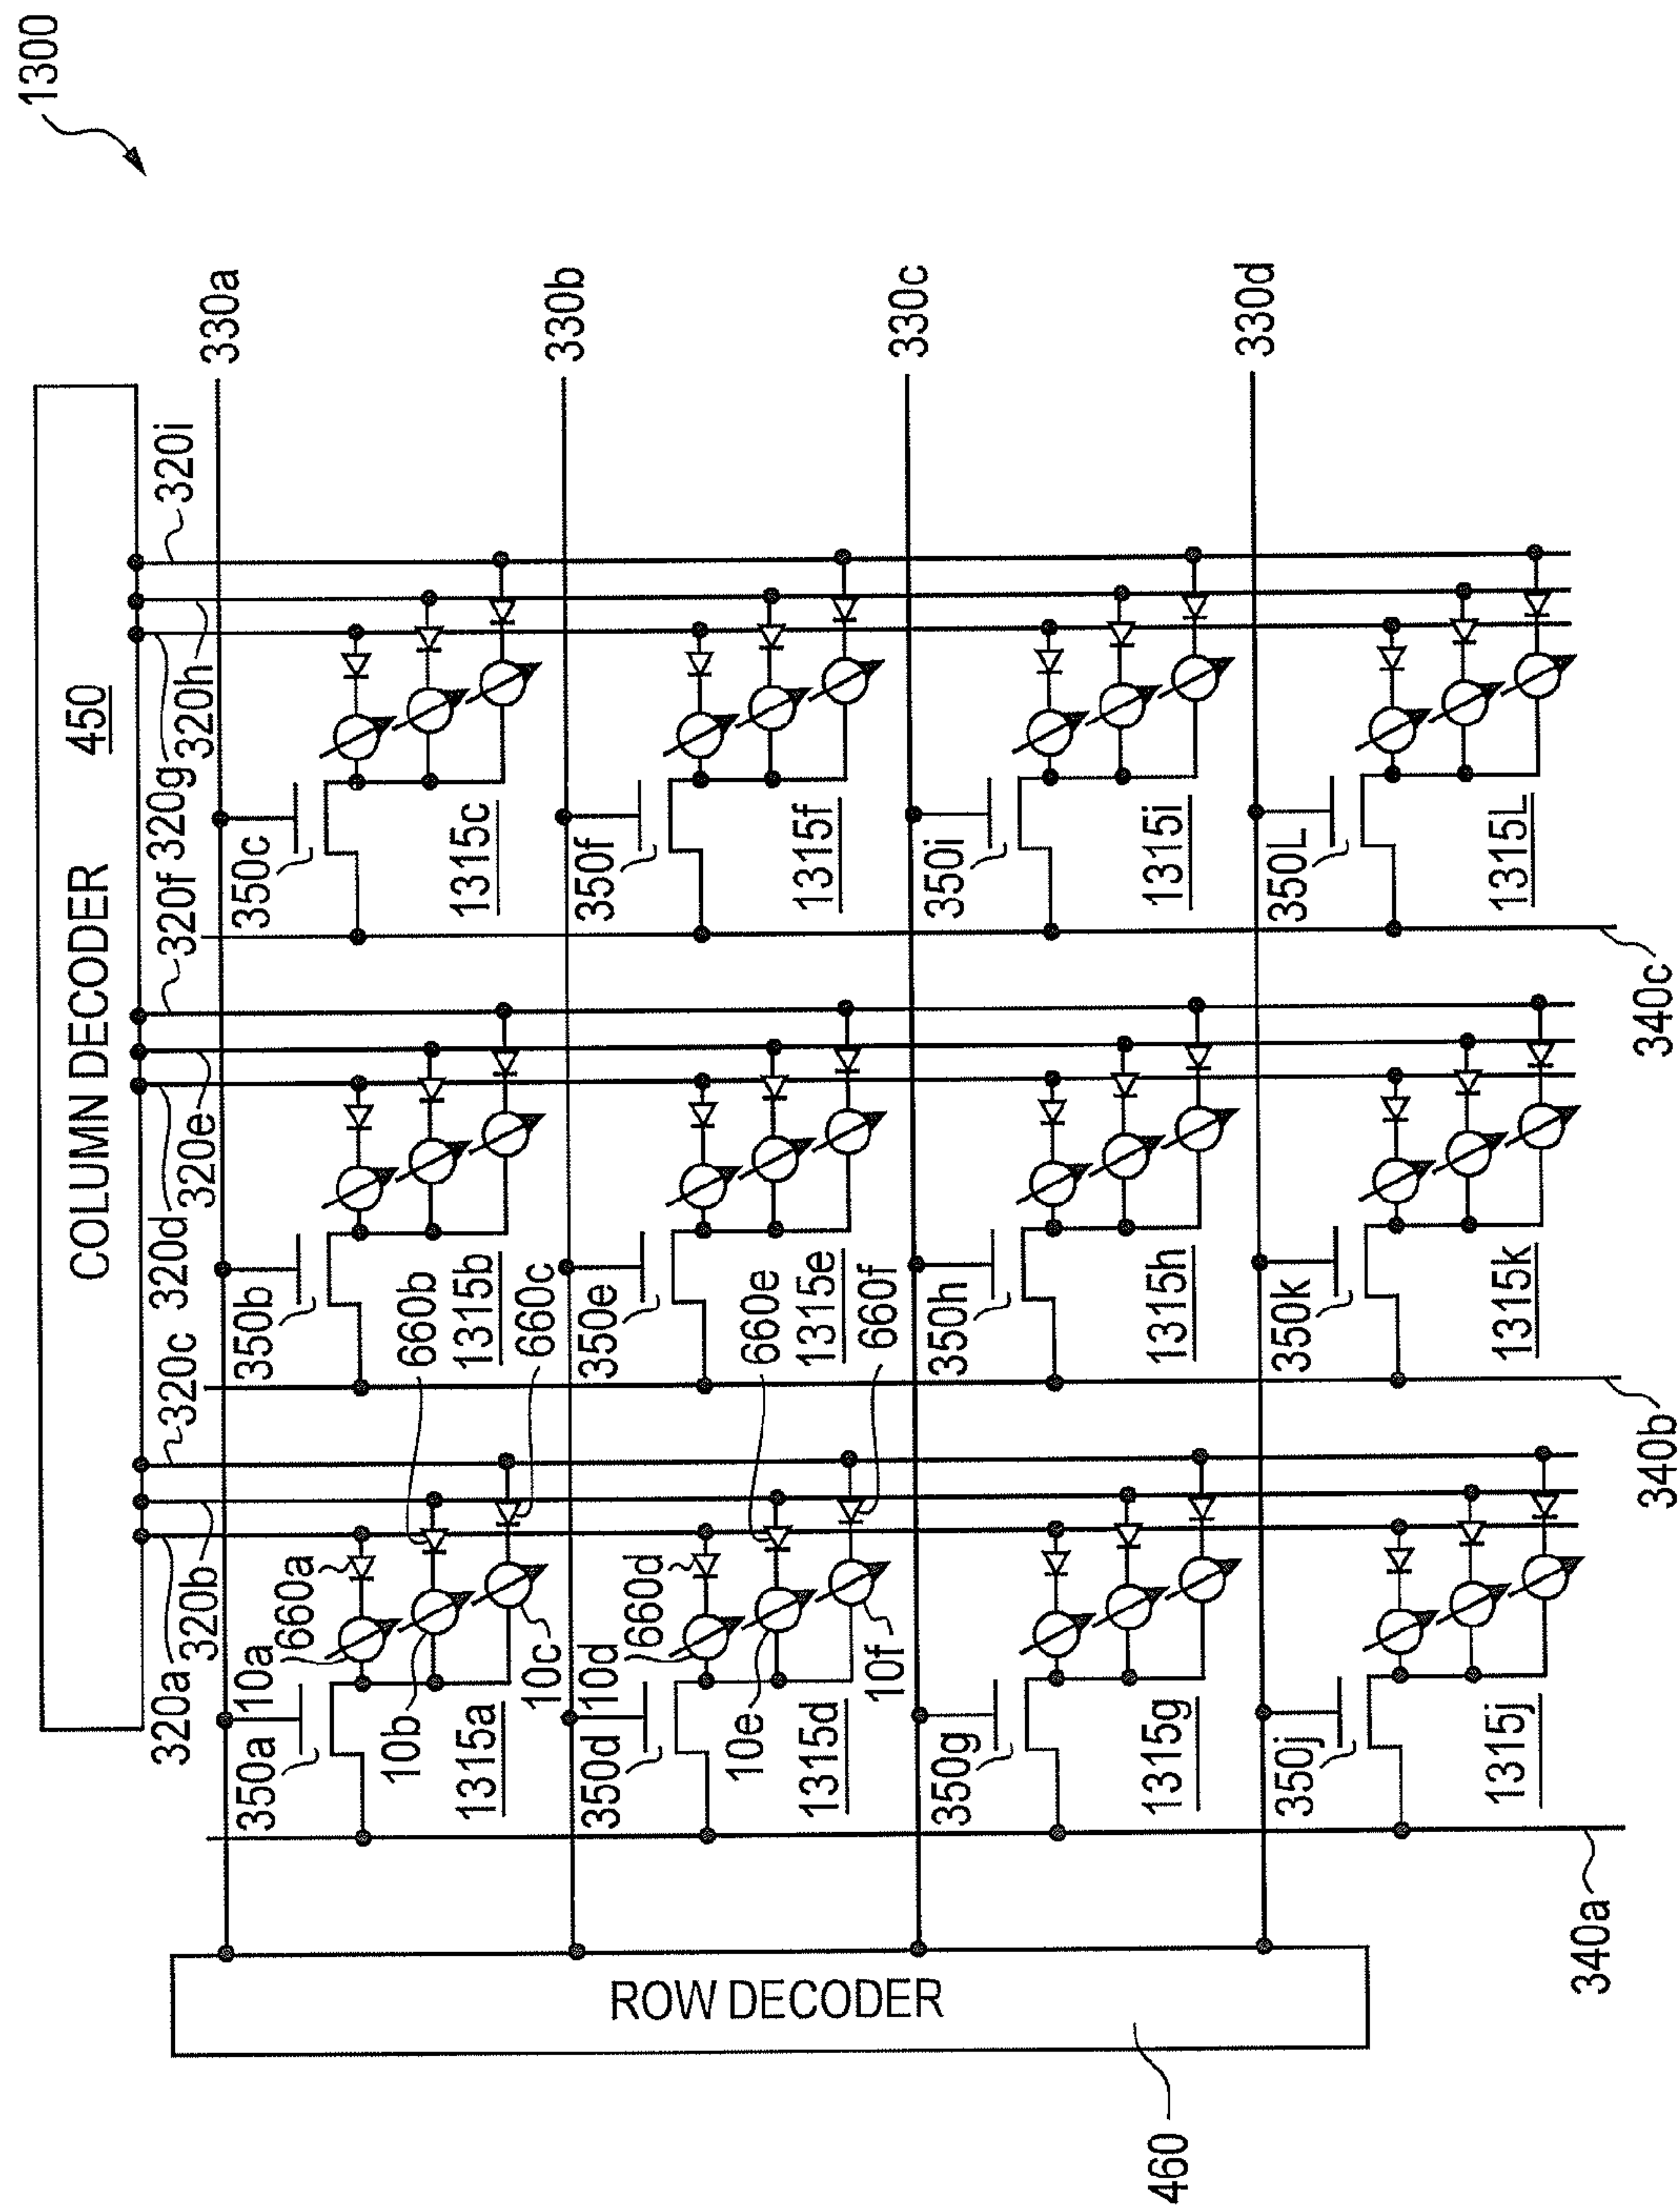 1300
COLUMN DECODER 450
320a
320b
320c
320d
320e
320f
320g
320h
320i
330a
350a
10a
660a
10b
660b
1315a
10c
660c
350b
1315b
350c
1315c
330b
350d
10d
660d
10e
660e
1315d
10f
660f
350e
1315e
350f
1315f
330c
350g
1315g
350h
1315h
350i
1315i
330d
350j
1315j
350k
1315k
350L
1315L
ROW DECODER
460
340a
340b
340c